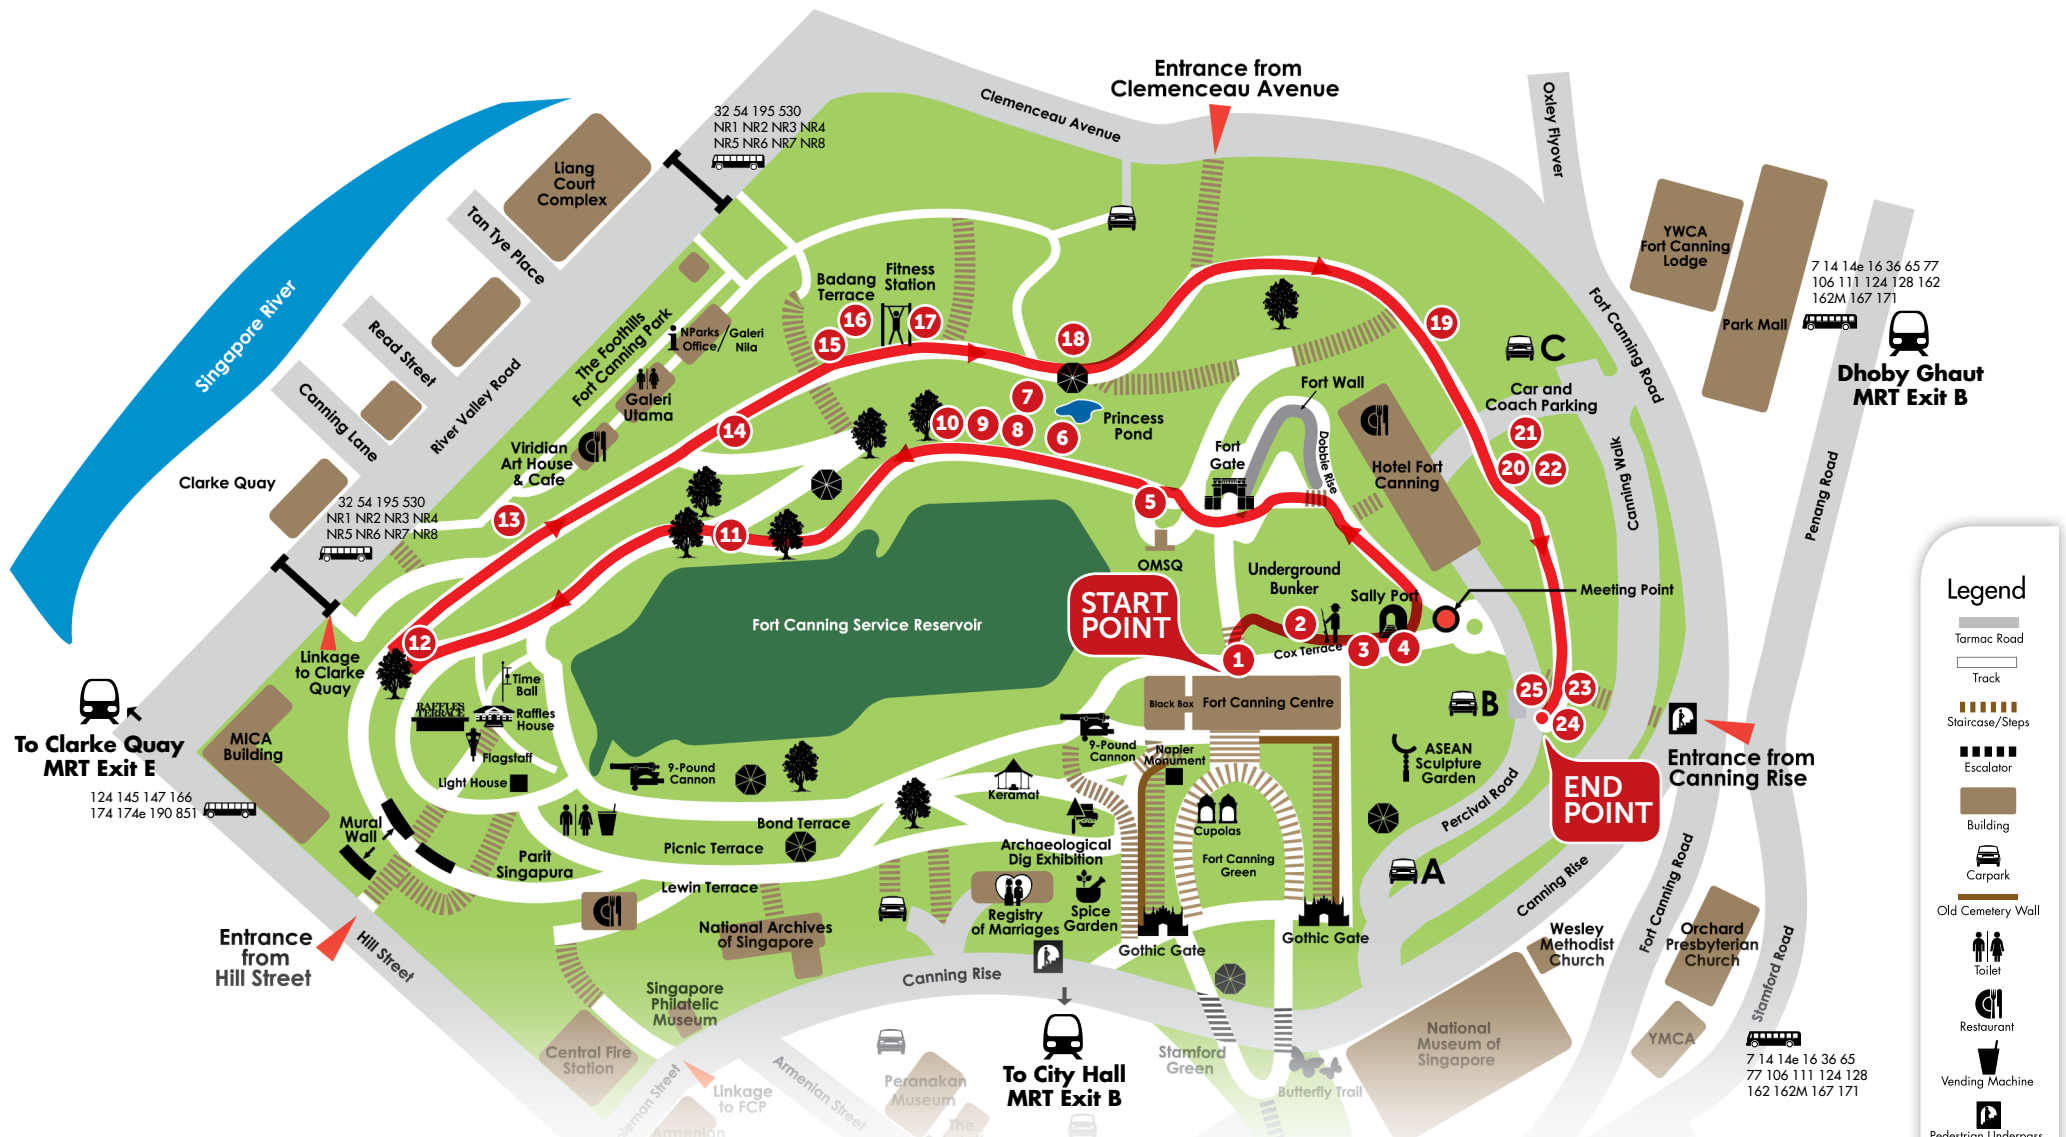 Entrance from
Clemenceau Avenue
Clemenceau Avenue
Oxley Flyover
32 54 195 530
NR1 NR2 NR3 NR4
NR5 NR6 NR7 NR8
Liang
Court
Complex
Tan Tye Place
Read Street
Canning Lane
Clarke Quay
River Valley Road
Singapore River
32 54 195 530
NR1 NR2 NR3 NR4
NR5 NR6 NR7 NR8
The Foothills
Fort Canning Park
NParks
Office/
Galeri
Nila
Galeri
Utama
Viridian
Art House
& Cafe
Badang
Terrace
Fitness
Station
16
17
15
18
14
13
19
7
10
9
8
6
Princess
Pond
Fort Wall
Fort
Gate
Dobbie Rise
Hotel Fort
Canning
C
Car and
Coach Parking
21
20
22
Canning Walk
Fort Canning Road
YWCA
Fort Canning
Lodge
Park Mall
7 14 14e 16 36 65 77
106 111 124 128 162
162M 167 171
Dhoby Ghaut
MRT Exit B
Penang Road
5
OMSQ
11
12
START
POINT
Underground
Bunker
Sally Port
Meeting Point
1
2
Cox Terrace
3
4
Fort Canning Service Reservoir
Black Box
Fort Canning Centre
25
23
24
B
END
POINT
Entrance from
Canning Rise
Linkage
to Clarke
Quay
To Clarke Quay
MRT Exit E
124 145 147 166
174 174e 190 851
MICA
Building
Time
Ball
RAFFLES
TERRACE
Raffles
House
Flagstaff
Light House
9-Pound
Cannon
9-Pound
Cannon
Napier
Monument
Keramat
ASEAN
Sculpture
Garden
Percival Road
Mural
Wall
Parit
Singapura
Bond Terrace
Picnic Terrace
Lewin Terrace
Archaeological
Dig Exhibition
Cupolas
Fort Canning
Green
A
Canning Rise
Registry
of Marriages
Spice
Garden
Gothic Gate
Gothic Gate
Entrance
from
Hill Street
Hill Street
National Archives
of Singapore
Canning Rise
Singapore
Philatelic
Museum
Central Fire
Station
Linkage
to FCP
Armenian Street
Peranakan
Museum
The
Armenian
To City Hall
MRT Exit B
Stamford
Green
Butterfly Trail
National
Museum of
Singapore
Wesley
Methodist
Church
Fort Canning Road
Orchard
Presbyterian
Church
YMCA
Stamford Road
7 14 14e 16 36 65
77 106 111 124 128
162 162M 167 171
Legend
Tarmac Road
Track
Staircase/Steps
Escalator
Building
Carpark
Old Cemetery Wall
Toilet
Restaurant
Vending Machine
Pedestrian Underpass